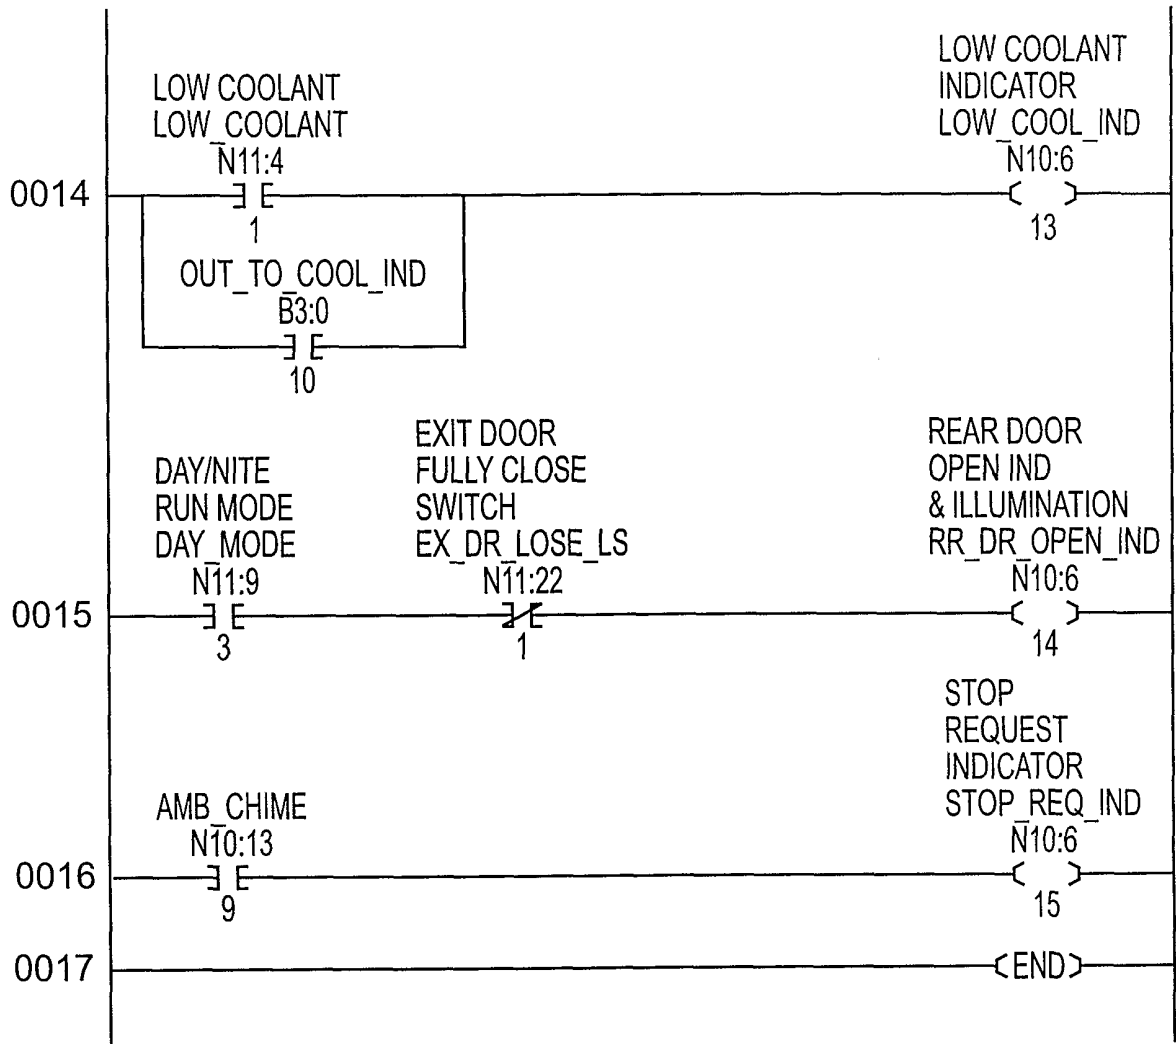 LOW COOLANT
LOW_COOLANT
N11:4
1
LOW COOLANT
INDICATOR
LOW_COOL_IND
N10:6
13
0014
OUT_TO_COOL_IND
B3:0
10
DAY/NITE
RUN MODE
DAY_MODE
N11:9
3
EXIT DOOR
FULLY CLOSE
SWITCH
EX_DR_LOSE_LS
N11:22
1
REAR DOOR
OPEN IND
& ILLUMINATION
RR_DR_OPEN_IND
N10:6
14
0015
AMB_CHIME
N10:13
9
STOP
REQUEST
INDICATOR
STOP_REQ_IND
N10:6
15
0016
0017
END